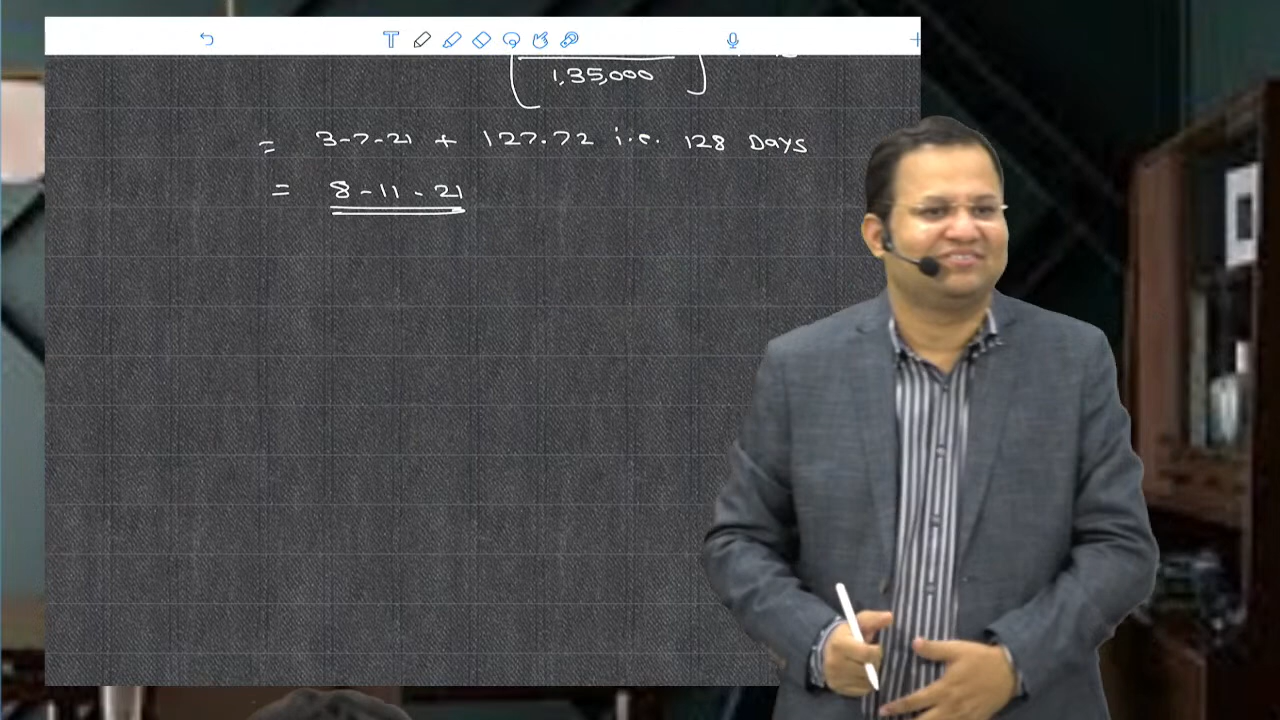 1,35,000
= 3-7-21 + 127.72 i.e. 128 Days
= 8-11-21